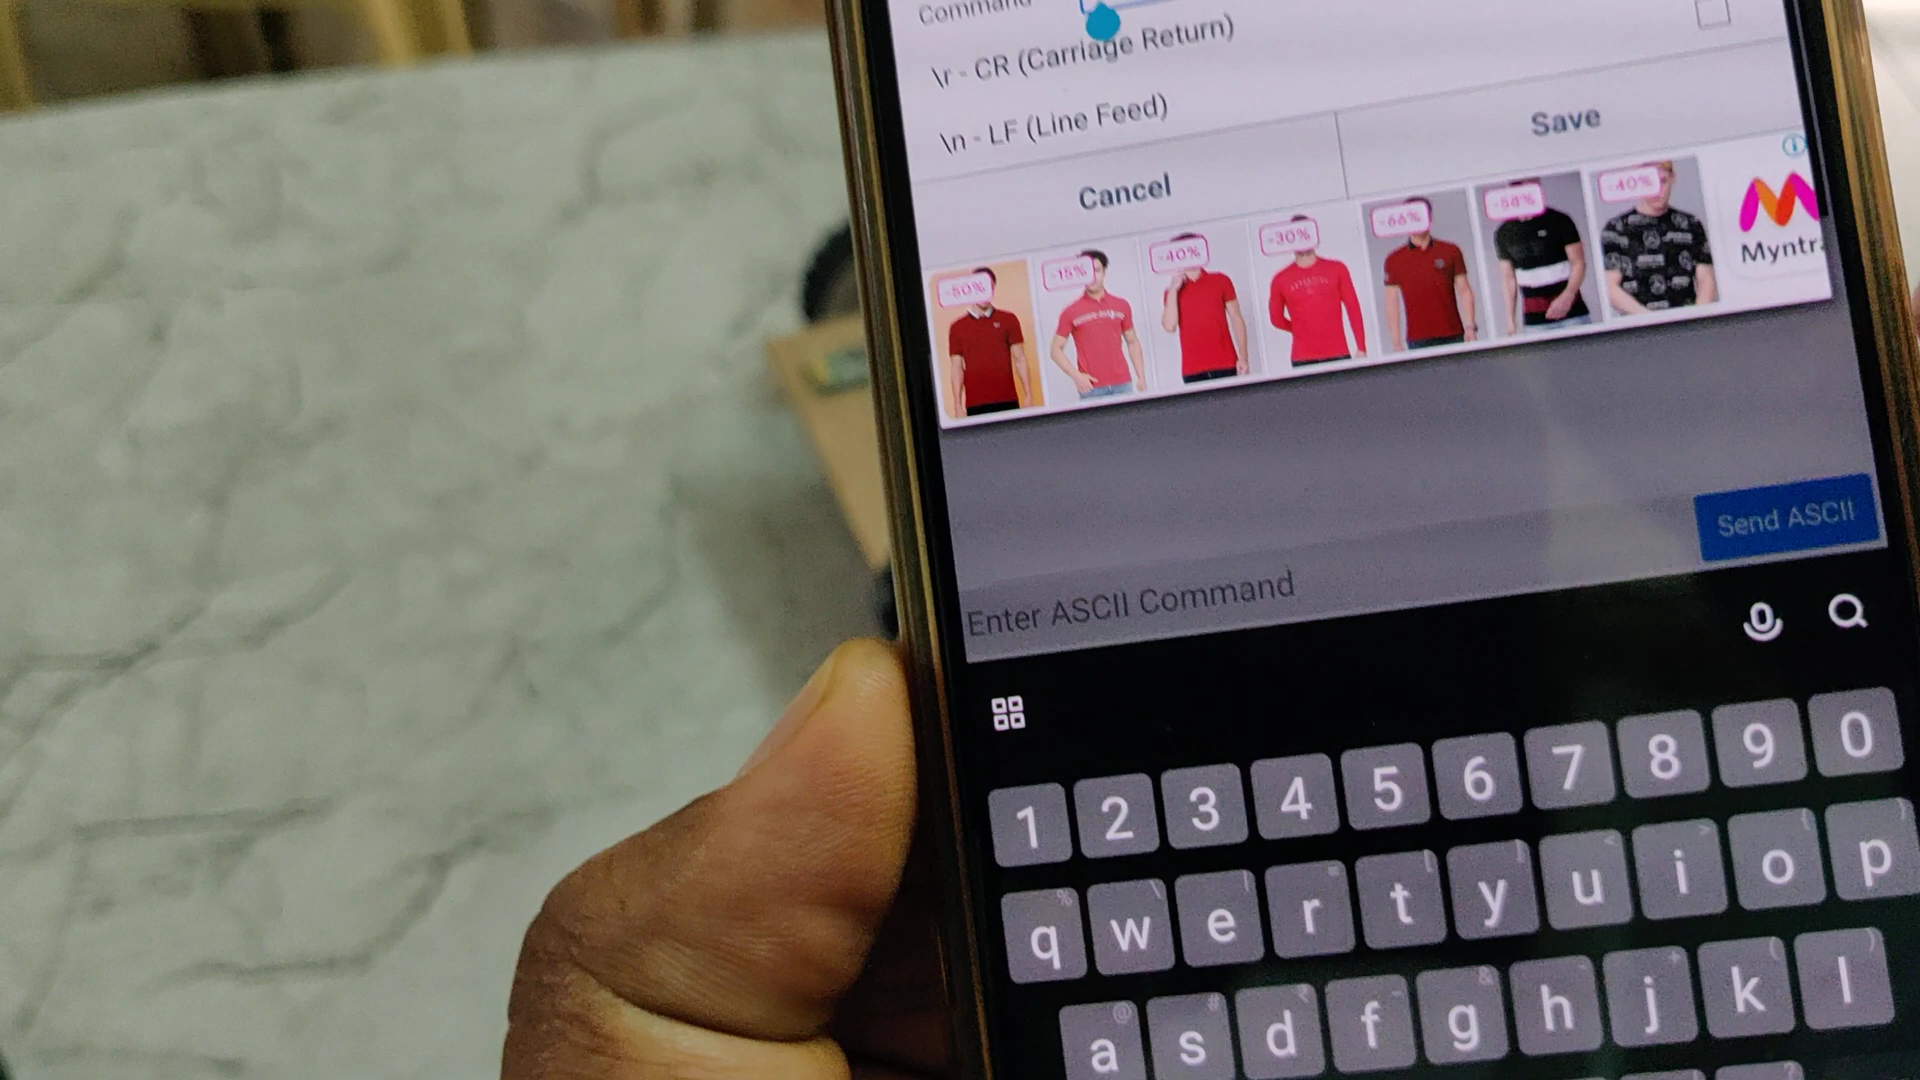 Command
\r - CR (Carriage Return)
\n - LF (Line Feed)
Cancel
Save
-50%
-15%
-40%
-30%
-66%
-58%
-40%
Myntr
Send ASCII
Enter ASCII Command
1 2 3 4 5 6 7 8 9 0
q w e r t y u i o p
a s d f g h j k l